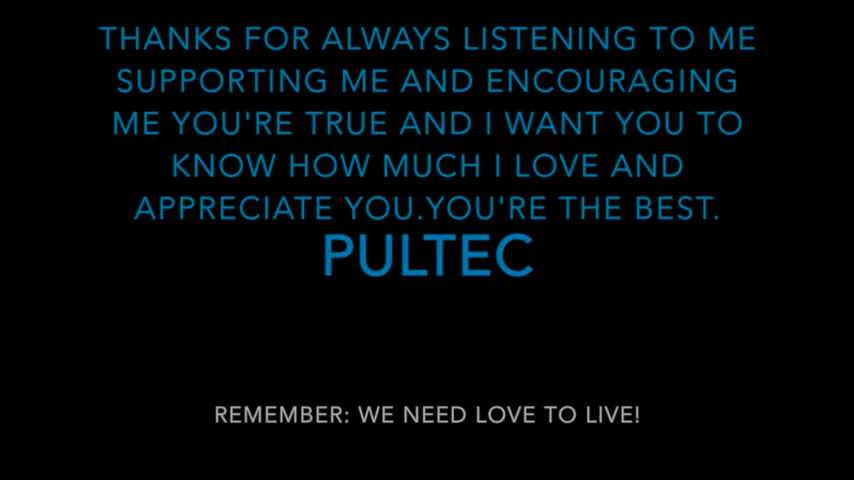 THANKS FOR ALWAYS LISTENING TO ME
SUPPORTING ME AND ENCOURAGING
ME YOU'RE TRUE AND I WANT YOU TO
KNOW HOW MUCH I LOVE AND
APPRECIATE YOU.YOU'RE THE BEST.
PULTEC
REMEMBER: WE NEED LOVE TO LIVE!